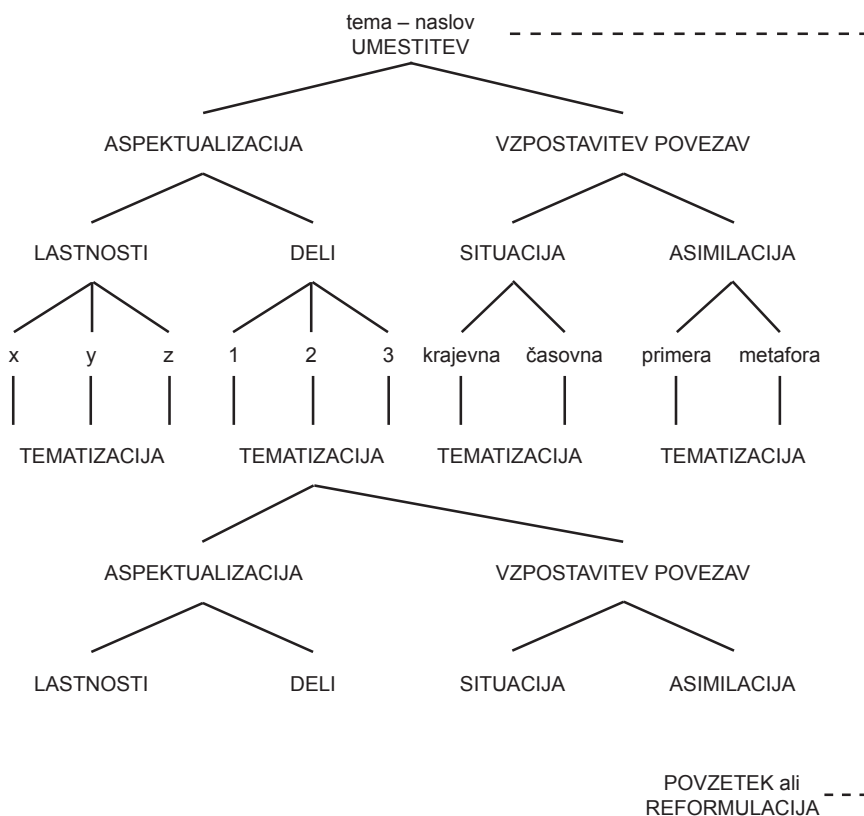 tema – naslov
UMESTITEV
ASPEKTUALIZACIJA VZPOSTAVITEV POVEZAV
LASTNOSTI DELI SITUACIJA ASIMILACIJA
x y z 1 2 3 krajevna časovna primera metafora
TEMATIZACIJA TEMATIZACIJA TEMATIZACIJA TEMATIZACIJA
ASPEKTUALIZACIJA VZPOSTAVITEV POVEZAV
LASTNOSTI DELI SITUACIJA ASIMILACIJA
POVZETEK ali
REFORMULACIJA